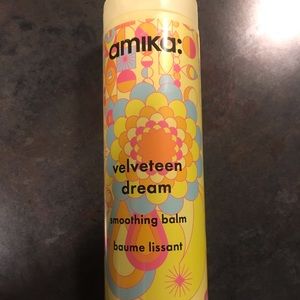 amika:
velveteen
dream
smoothing balm
baume lissant